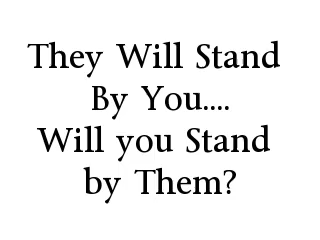 They Will Stand
By You....
Will you Stand
by Them?